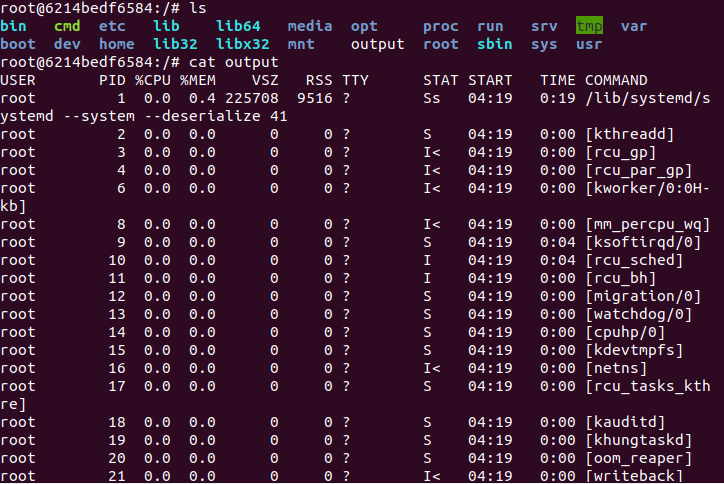 root@6214bedf6584:/# ls
bin   cmd  etc   lib    lib64   media  opt     proc  run   srv  tmp  var
boot  dev  home  lib32  libx32  mnt    output  root  sbin  sys  usr
root@6214bedf6584:/# cat output
USER       PID %CPU %MEM    VSZ   RSS TTY      STAT START   TIME COMMAND
root         1  0.0  0.4 225708  9516 ?        Ss   04:19   0:19 /lib/systemd/s
ystemd --system --deserialize 41
root         2  0.0  0.0      0     0 ?        S    04:19   0:00 [kthreadd]
root         3  0.0  0.0      0     0 ?        I<   04:19   0:00 [rcu_gp]
root         4  0.0  0.0      0     0 ?        I<   04:19   0:00 [rcu_par_gp]
root         6  0.0  0.0      0     0 ?        I<   04:19   0:00 [kworker/0:0H-
kb]
root         8  0.0  0.0      0     0 ?        I<   04:19   0:00 [mm_percpu_wq]
root         9  0.0  0.0      0     0 ?        S    04:19   0:04 [ksoftirqd/0]
root        10  0.0  0.0      0     0 ?        I    04:19   0:04 [rcu_sched]
root        11  0.0  0.0      0     0 ?        I    04:19   0:00 [rcu_bh]
root        12  0.0  0.0      0     0 ?        S    04:19   0:00 [migration/0]
root        13  0.0  0.0      0     0 ?        S    04:19   0:00 [watchdog/0]
root        14  0.0  0.0      0     0 ?        S    04:19   0:00 [cpuhp/0]
root        15  0.0  0.0      0     0 ?        S    04:19   0:00 [kdevtmpfs]
root        16  0.0  0.0      0     0 ?        I<   04:19   0:00 [netns]
root        17  0.0  0.0      0     0 ?        S    04:19   0:00 [rcu_tasks_kth
re]
root        18  0.0  0.0      0     0 ?        S    04:19   0:00 [kauditd]
root        19  0.0  0.0      0     0 ?        S    04:19   0:00 [khungtaskd]
root        20  0.0  0.0      0     0 ?        S    04:19   0:00 [oom_reaper]
root        21  0.0  0.0      0     0 ?        I<   04:19   0:00 [writeback]